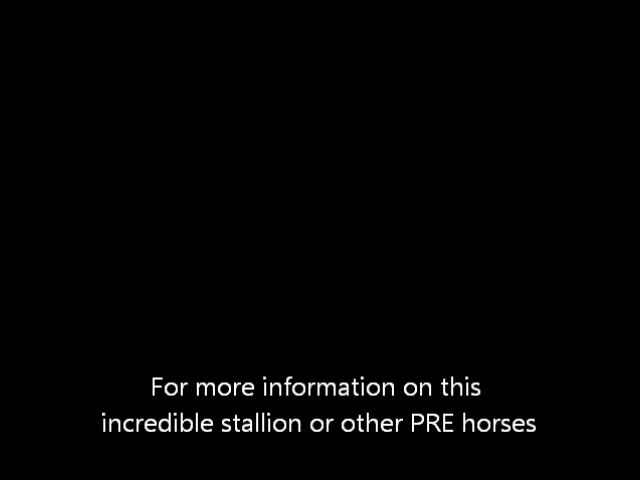 For more information on this
incredible stallion or other PRE horses